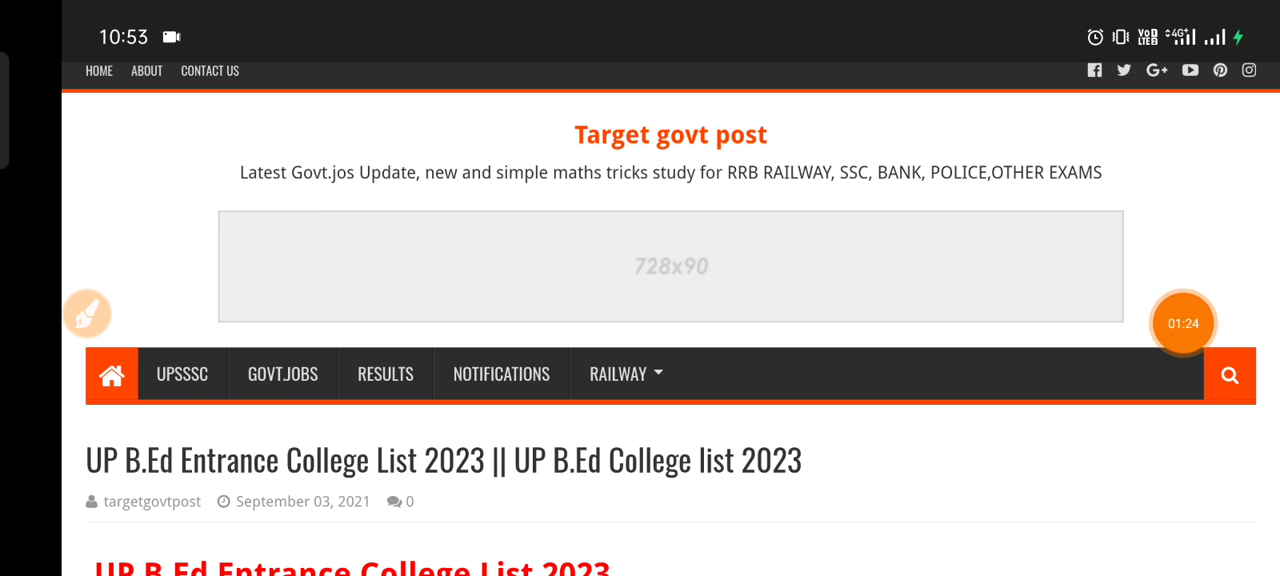 10:53
VoD LTE2 4G+
HOME ABOUT CONTACT US
Target govt post
Latest Govt.jos Update, new and simple maths tricks study for RRB RAILWAY, SSC, BANK, POLICE,OTHER EXAMS
728x90
01:24
UPSSSC GOVT.JOBS RESULTS NOTIFICATIONS RAILWAY
UP B.Ed Entrance College List 2023 || UP B.Ed College list 2023
targetgovtpost September 03, 2021 0
UP B.Ed Entrance College List 2023